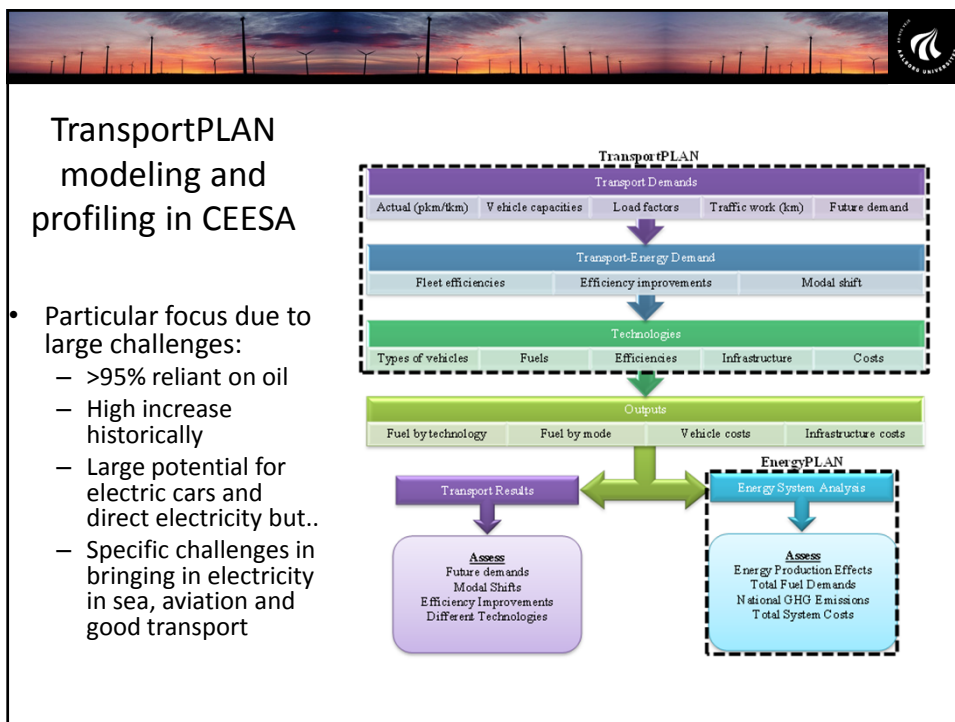 AALBORG UNIVERSITY
TransportPLAN
modeling and
profiling in CEESA
• Particular focus due to
large challenges:
– >95% reliant on oil
– High increase
historically
– Large potential for
electric cars and
direct electricity but..
– Specific challenges in
bringing in electricity
in sea, aviation and
good transport
TransportPLAN
Transport Demands
Actual (pkm/tkm) Vehicle capacities Load factors Traffic work (km) Future demand
Transport-Energy Demand
Fleet efficiencies Efficiency improvements Modal shift
Technologies
Types of vehicles Fuels Efficiencies Infrastructure Costs
Outputs
Fuel by technology Fuel by mode Vehicle costs Infrastructure costs
EnergyPLAN
Transport Results
Energy System Analysis
Assess
Future demands
Modal Shifts
Efficiency Improvements
Different Technologies
Assess
Energy Production Effects
Total Fuel Demands
National GHG Emissions
Total System Costs